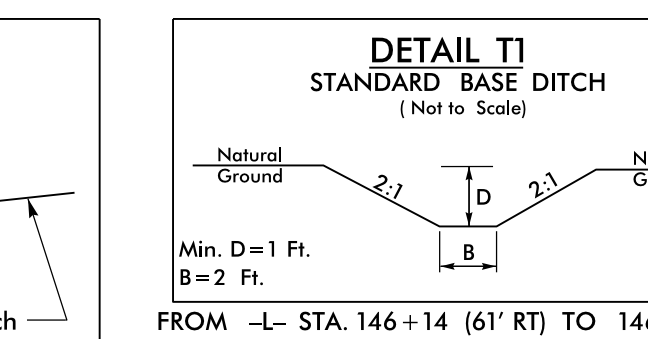 DETAIL T1
STANDARD BASE DITCH
( Not to Scale)
Natural
Ground
2:1
D
2:1
B
Min. D=1 Ft.
B=2 Ft.
FROM -L- STA. 146+14 (61' RT) TO